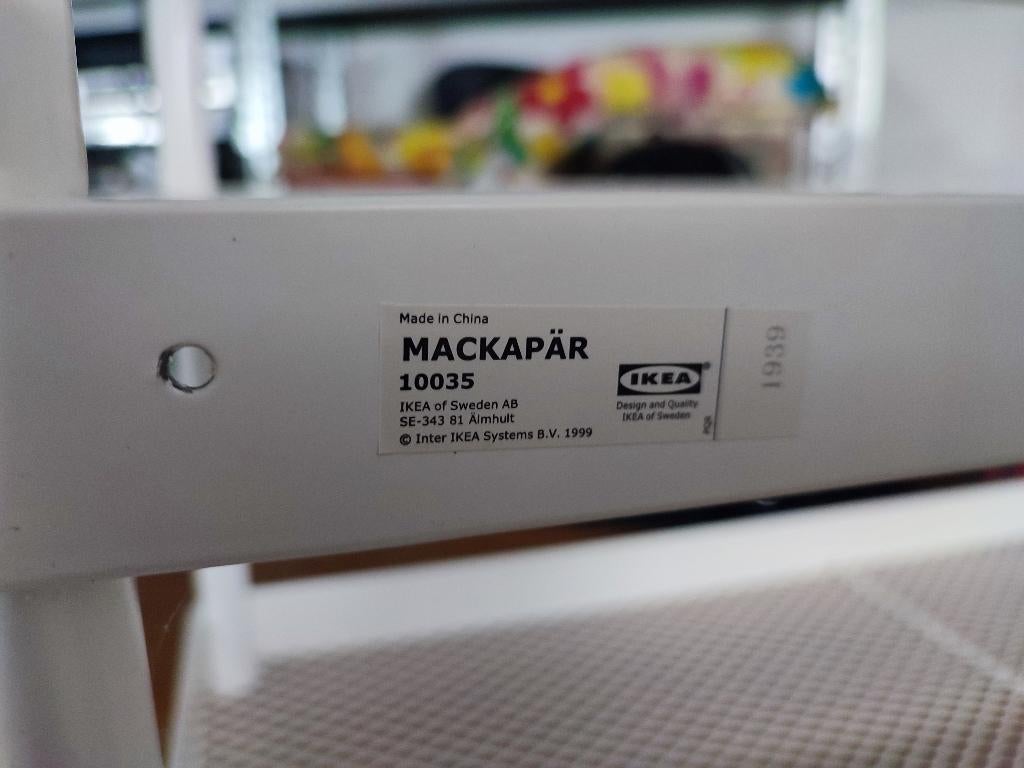 Made in China
MACKAPÄR
10035
IKEA of Sweden AB
SE-343 81 Älmhult
© Inter IKEA Systems B.V. 1999
IKEA®
Design and Quality
IKEA of Sweden
PQR
1939